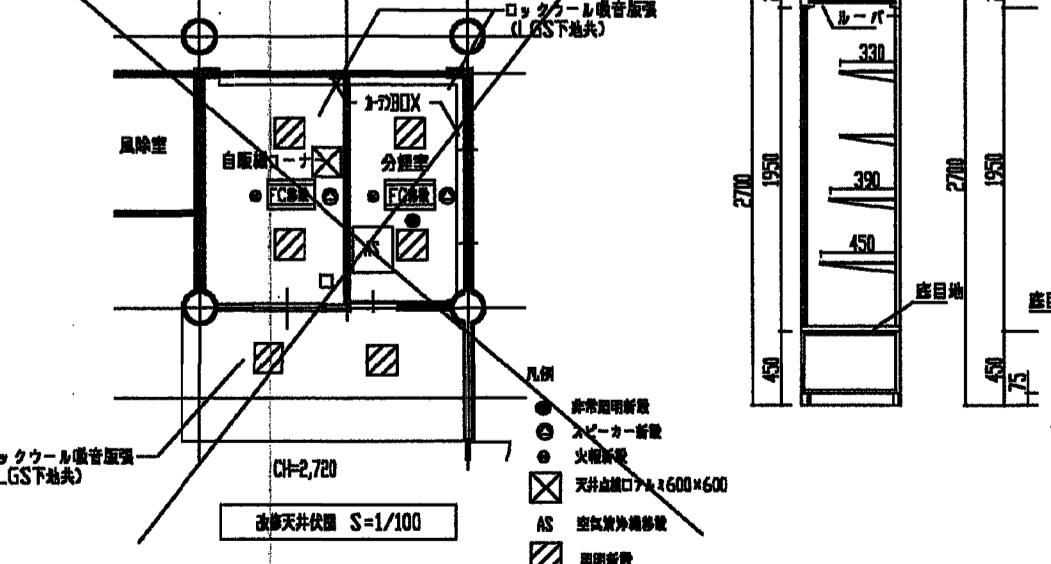 ロックウール吸音版張
(LGS下地共)
カーテンBOX
風除室
自販機コーナー
分煙室
FC移設
FC移設
AS
ックウール吸音版張
LGS下地共)
CH=2,720
改修天井伏図 S=1/100
凡例
非常照明新設
スピーカー新設
火報新設
天井点検口アルミ600×600
AS 空気清浄機移設
照明新設
ルーバ
330
390
450
2700
1950
450
底目地
2700
1950
450
75
底目